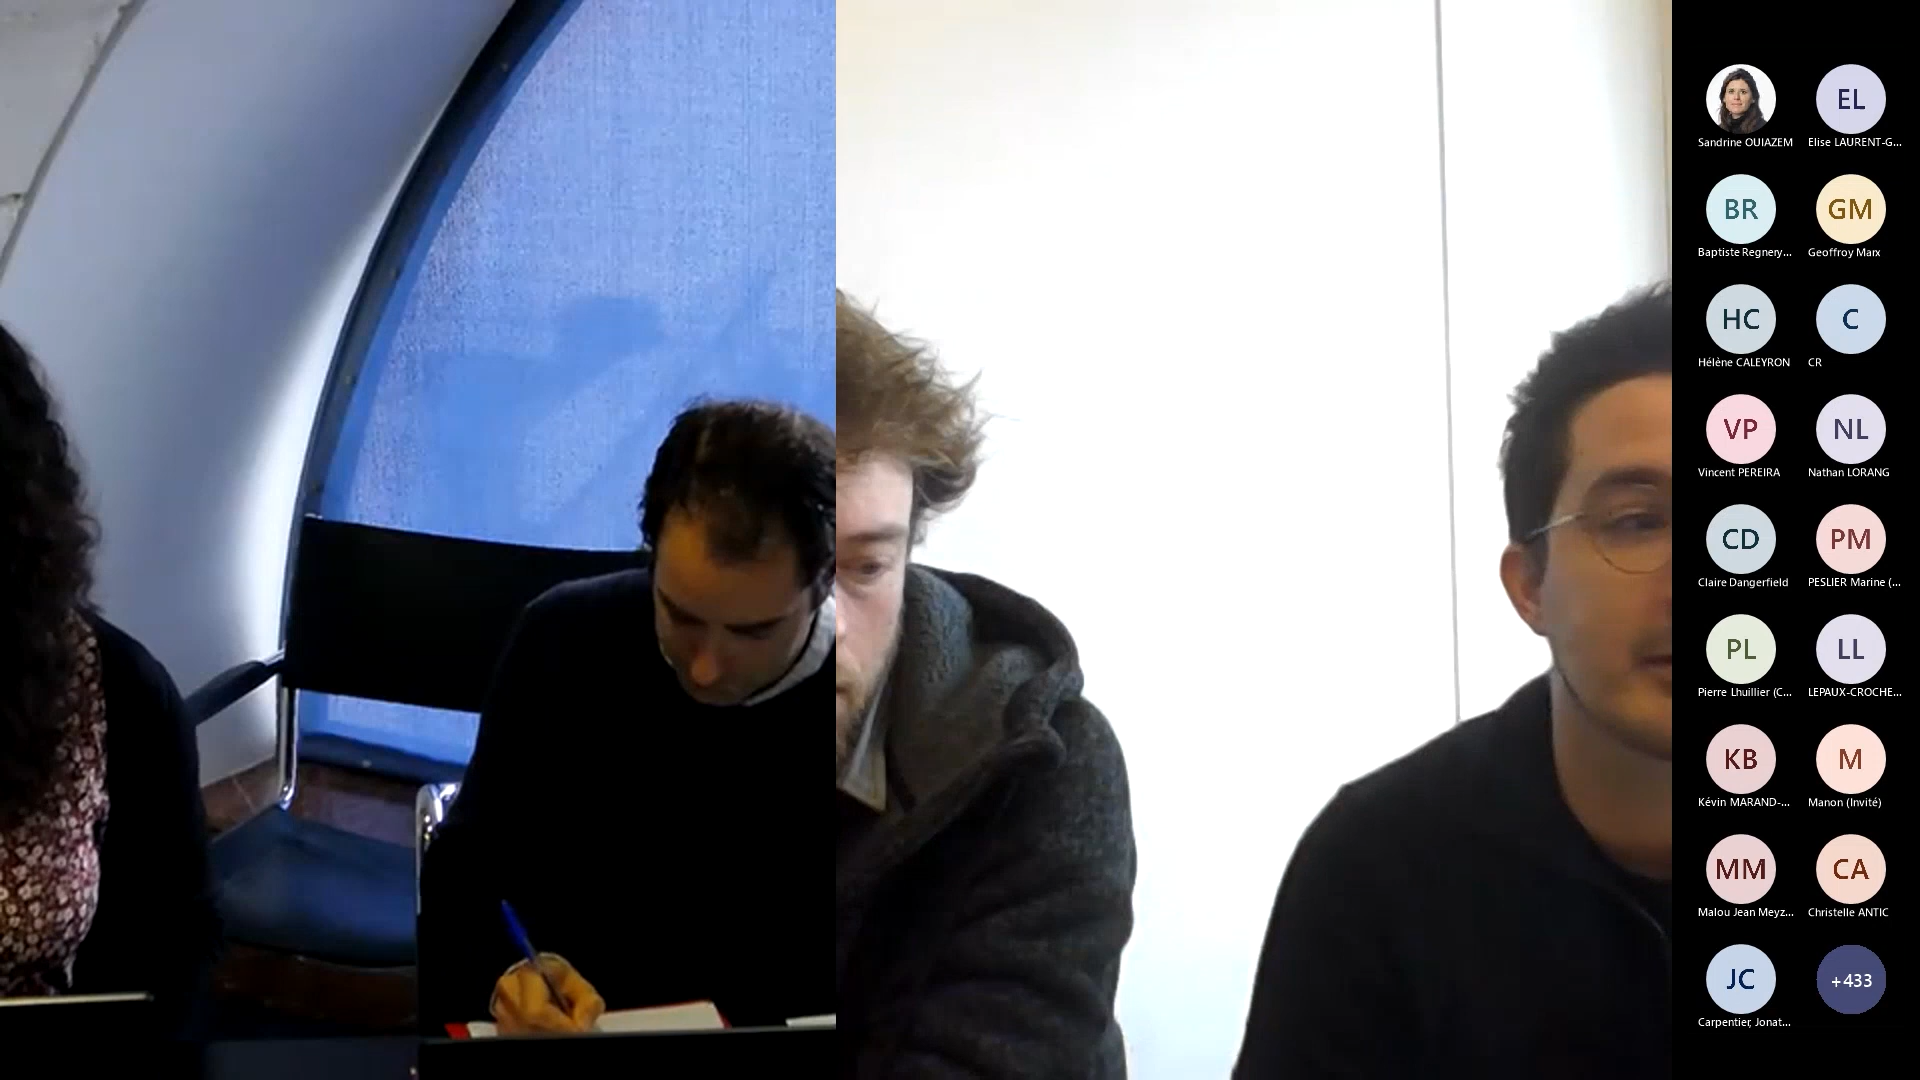 EL
Sandrine OUIAZEM
Elise LAURENT-G...
BR
GM
Baptiste Regnery...
Geoffroy Marx
HC
C
Hélène CALEYRON
CR
VP
NL
Vincent PEREIRA
Nathan LORANG
CD
PM
Claire Dangerfield
PESLIER Marine (...
PL
LL
Pierre Lhuillier (C...
LEPAUX-CROCHE...
KB
M
Kévin MARAND-...
Manon (Invité)
MM
CA
Malou Jean Meyz...
Christelle ANTIC
JC
+433
Carpentier, Jonat...